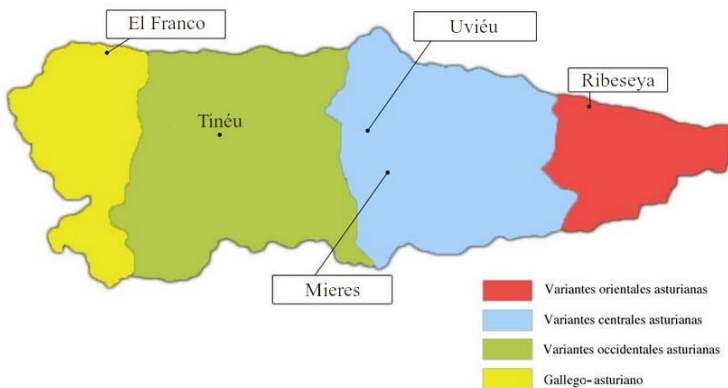 El Franco
Uviéu
Ribeseya
Tinéu
Mieres
Variantes orientales asturianas
Variantes centrales asturianas
Variantes occidentales asturianas
Gallego-asturiano